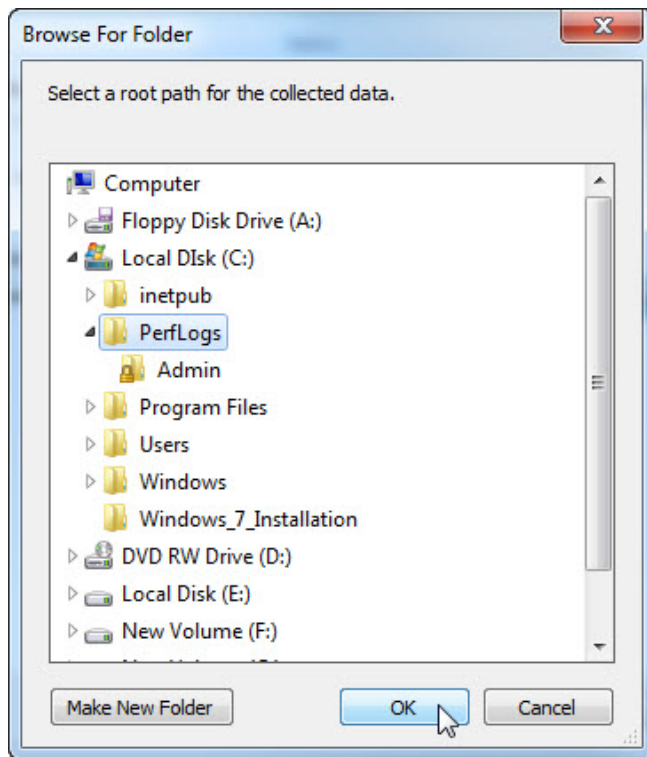 Browse For Folder
Select a root path for the collected data.
Computer
Floppy Disk Drive (A:)
Local DIsk (C:)
inetpub
PerfLogs
Admin
Program Files
Users
Windows
Windows_7_Installation
DVD RW Drive (D:)
Local Disk (E:)
New Volume (F:)
Make New Folder OK Cancel